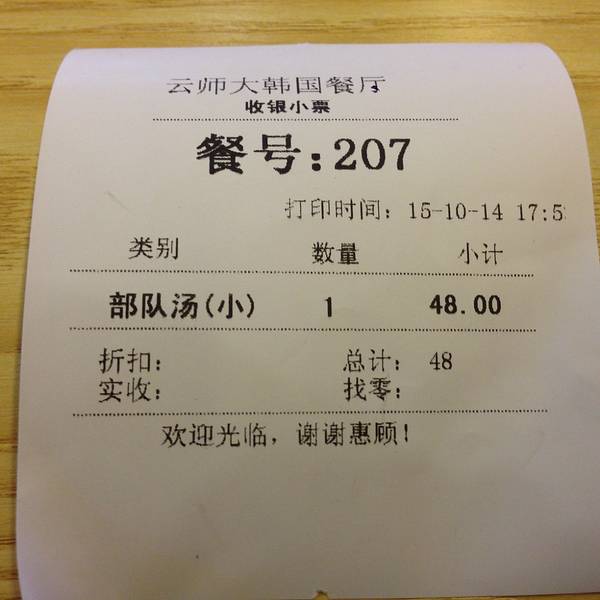 云师大韩国餐厅
收银小票
餐号:207
打印时间: 15-10-14 17:5
类别 数量 小计
部队汤(小) 1 48.00
折扣: 总计: 48
实收: 找零:
欢迎光临, 谢谢惠顾!